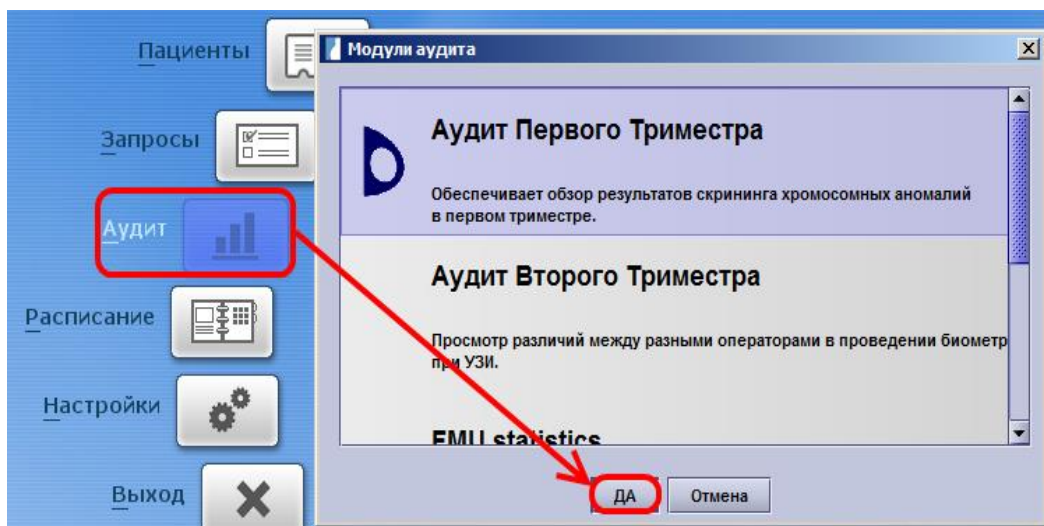 Пациенты
Запросы
Аудит
Расписание
Настройки
Выход
Модули аудита
Аудит Первого Триместра
Обеспечивает обзор результатов скрининга хромосомных аномалий
в первом триместре.
Аудит Второго Триместра
Просмотр различий между разными операторами в проведении биометр
при УЗИ.
FMU statistics
ДА
Отмена